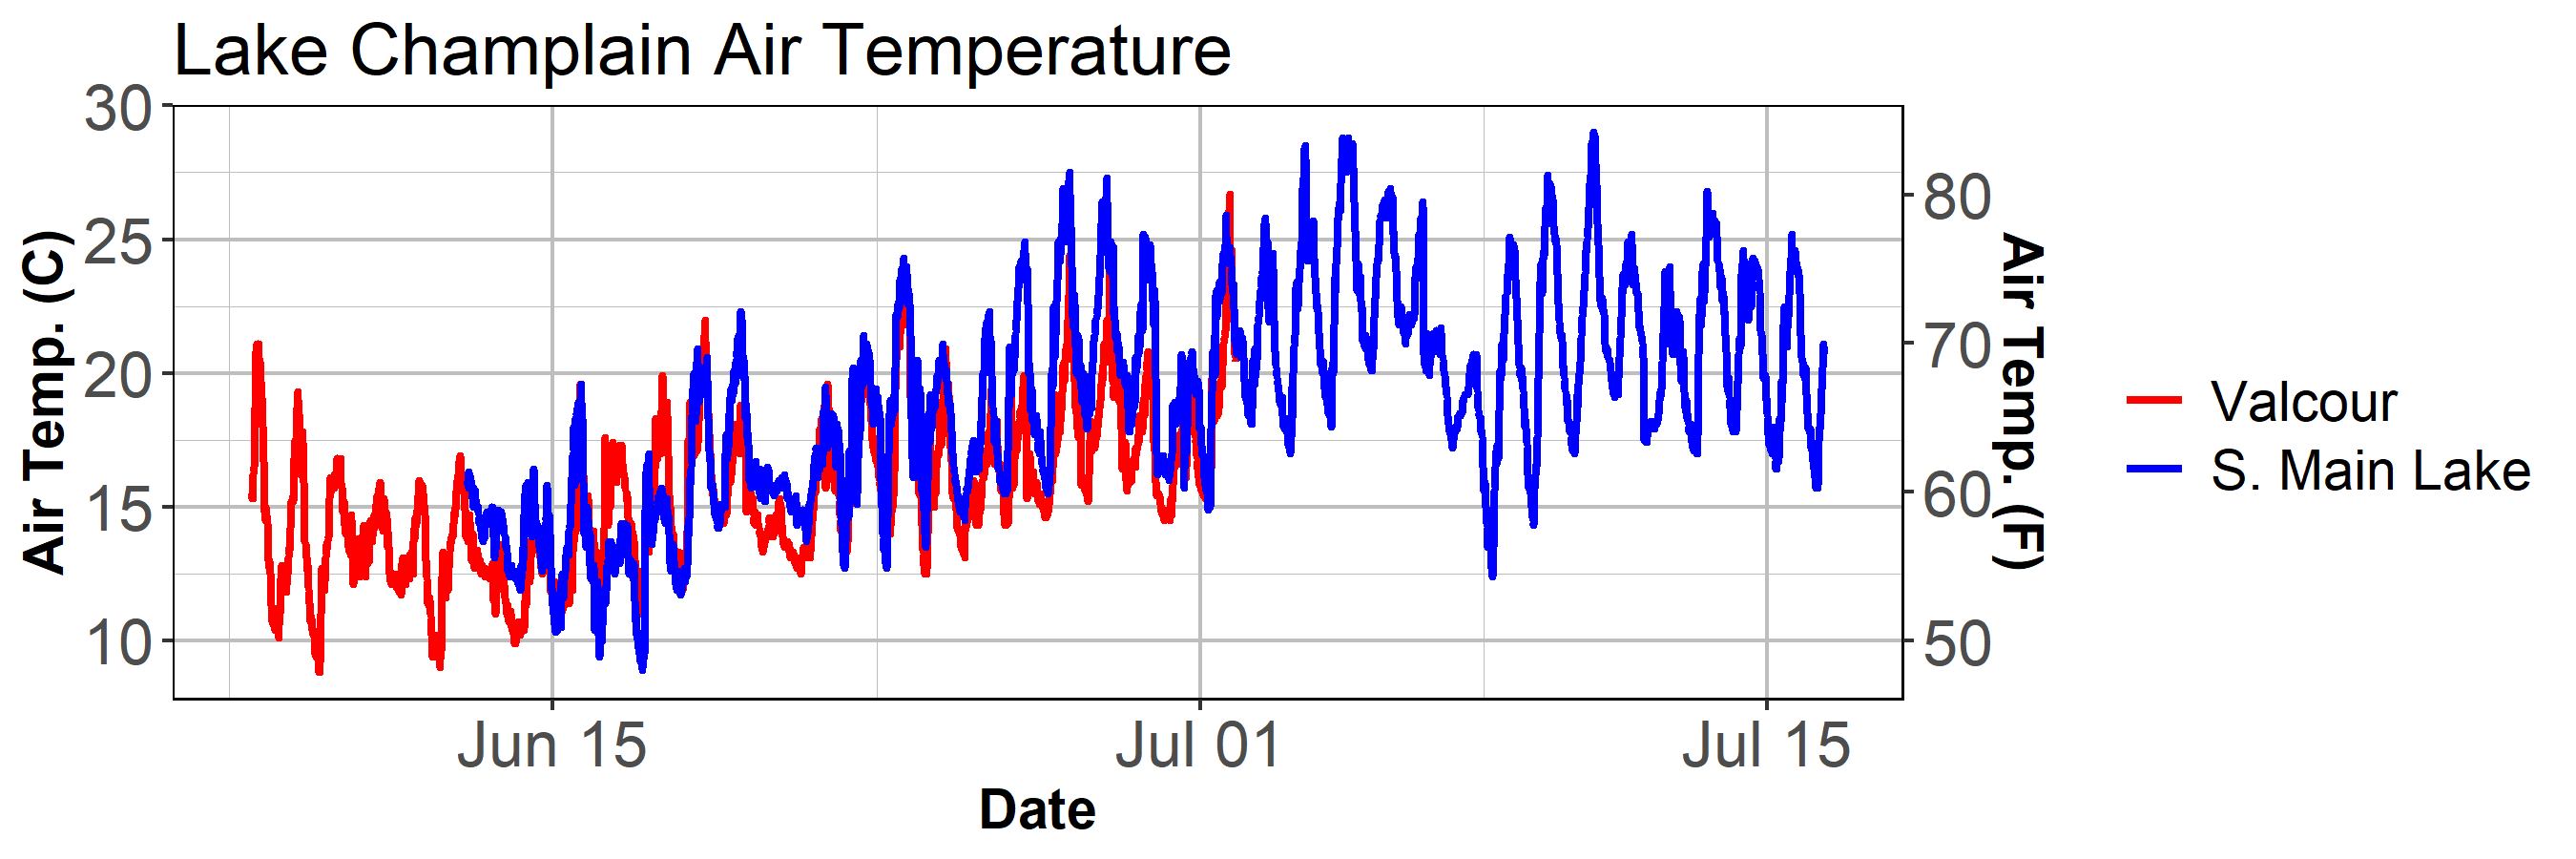 Lake Champlain Air Temperature
30
25
20
15
10
Air Temp. (C)
80
70
60
50
Air Temp. (F)
Jun 15
Jul 01
Jul 15
Date
Valcour
S. Main Lake